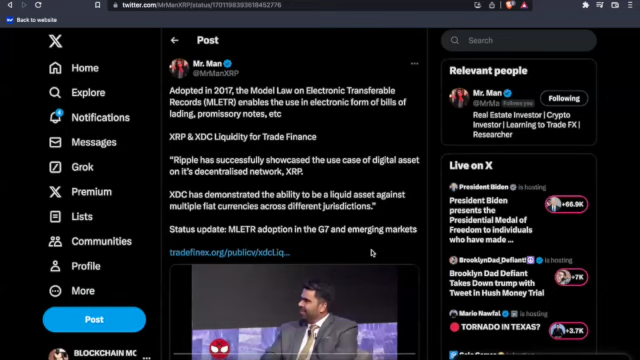 twitter.com/MrManXRP/status/1701198393618452776
Back to website
Post
Search
Home
Explore
Notifications
4
Messages
Grok
Premium
Lists
Communities
Profile
More
Post
BLOCKCHAIN MO
Mr. Man
@MrManXRP
Adopted in 2017, the Model Law on Electronic Transferable
Records (MLETR) enables the use in electronic form of bills of
lading, promissory notes, etc
XRP & XDC Liquidity for Trade Finance
“Ripple has successfully showcased the use case of digital asset
on it’s decentralised network, XRP.
XDC has demonstrated the ability to be a liquid asset against
multiple fiat currencies across different jurisdictions.”
Status update: MLETR adoption in the G7 and emerging markets
tradefinex.org/publicv/xdcLiq...
Relevant people
Mr. Man
@MrMa Follows you
Following
Real Estate Investor | Crypto
Investor | Learning to Trade FX |
Researcher
Live on X
President Biden is hosting
President Biden
presents the
Presidential Medal of
Freedom to individuals
who have made ...
+66.9K
BrooklynDad_Defiant! is hosting
Brooklyn Dad Defiant
Takes Down trump with
Tweet in Hush Money Trial
+7K
Mario Nawfal is hosting
TORNADO IN TEXAS?
+3.7K